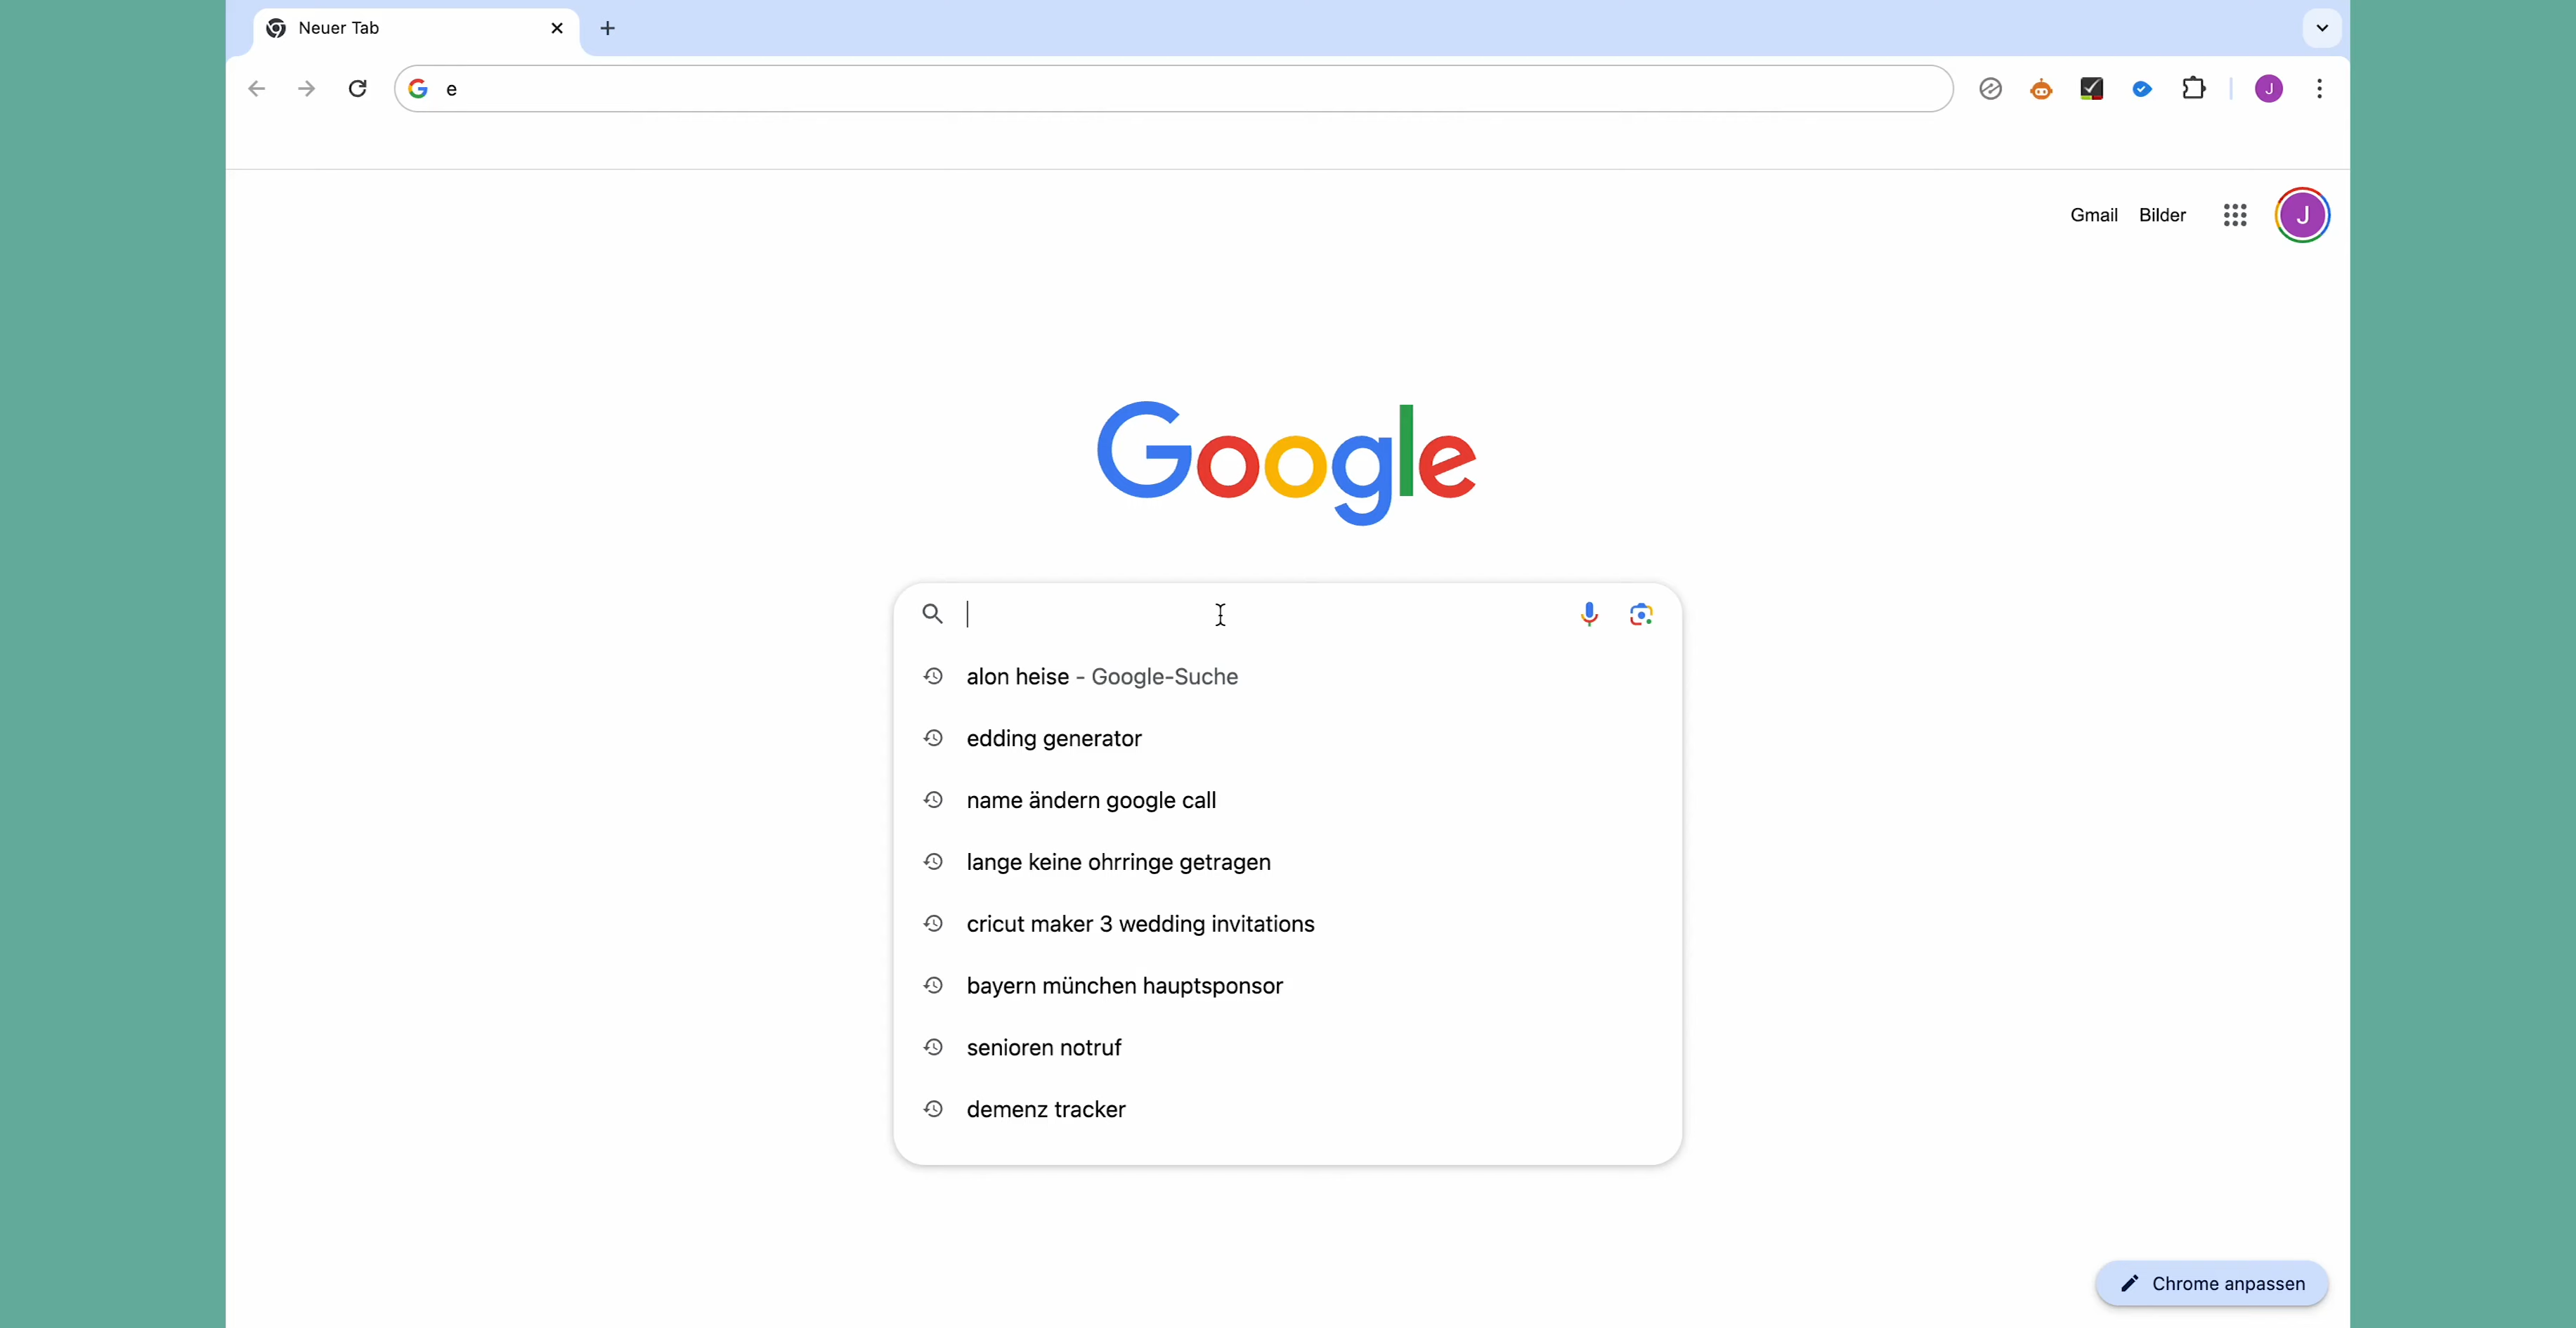 Neuer Tab
e
J
Gmail Bilder
J
Google
alon heise - Google-Suche
edding generator
name ändern google call
lange keine ohrringe getragen
cricut maker 3 wedding invitations
bayern münchen hauptsponsor
senioren notruf
demenz tracker
Chrome anpassen